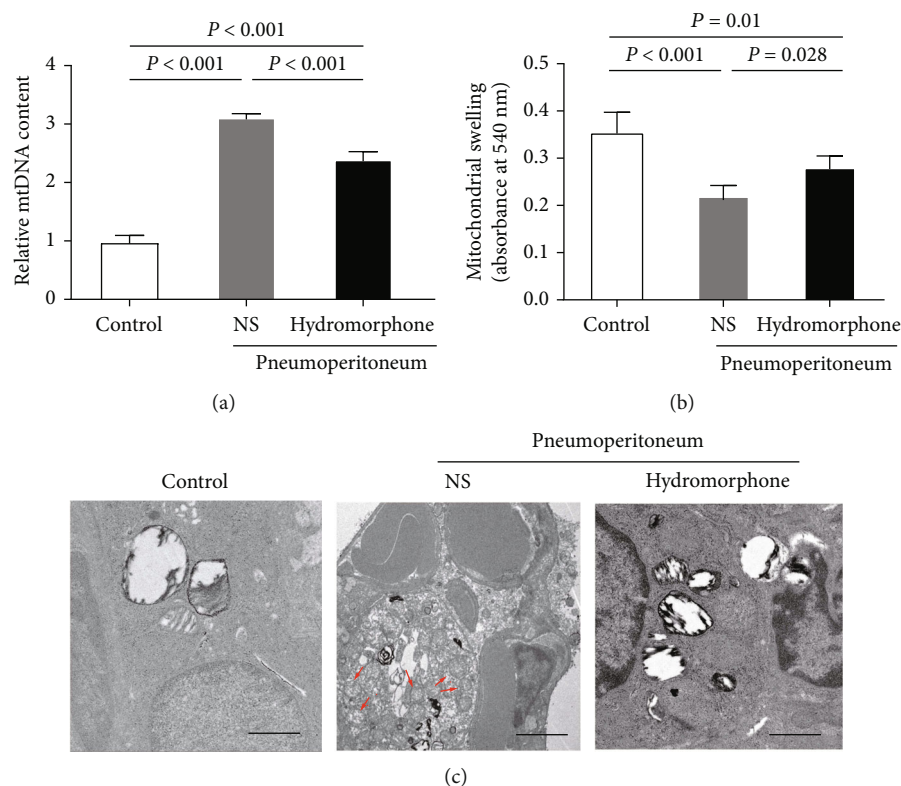 P < 0.001
P < 0.001 P < 0.001
Relative mtDNA content
4
3
2
1
0
Control NS Hydromorphone
Pneumoperitoneum
(a)
P = 0.01
P < 0.001 P = 0.028
Mitochondrial swelling
(absorbance at 540 nm)
0.5
0.4
0.3
0.2
0.1
0.0
Control NS Hydromorphone
Pneumoperitoneum
(b)
Pneumoperitoneum
Control NS Hydromorphone
(c)